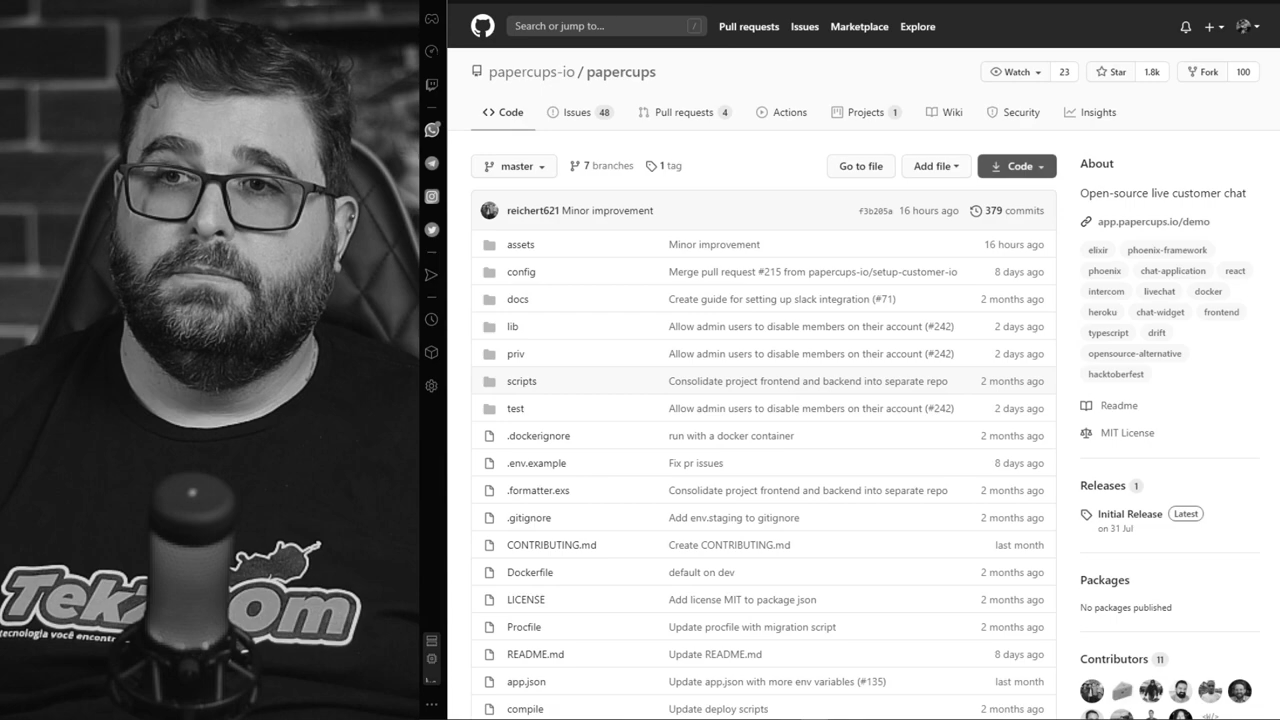 Tek
om
tecnologia você encontr
Search or jump to...
/
Pull requests
Issues
Marketplace
Explore
papercups-io / papercups
Watch
23
Star
1.8k
Fork
100
Code
Issues 48
Pull requests 4
Actions
Projects 1
Wiki
Security
Insights
master
7 branches
1 tag
Go to file
Add file
Code
reichert621 Minor improvement
f3b205a 16 hours ago
379 commits
assets Minor improvement 16 hours ago
config Merge pull request #215 from papercups-io/setup-customer-io 8 days ago
docs Create guide for setting up slack integration (#71) 2 months ago
lib Allow admin users to disable members on their account (#242) 2 days ago
priv Allow admin users to disable members on their account (#242) 2 days ago
scripts Consolidate project frontend and backend into separate repo 2 months ago
test Allow admin users to disable members on their account (#242) 2 days ago
.dockerignore run with a docker container 2 months ago
.env.example Fix pr issues 8 days ago
.formatter.exs Consolidate project frontend and backend into separate repo 2 months ago
.gitignore Add env.staging to gitignore 2 months ago
CONTRIBUTING.md Create CONTRIBUTING.md last month
Dockerfile default on dev 2 months ago
LICENSE Add license MIT to package json 2 months ago
Procfile Update procfile with migration script 2 months ago
README.md Update README.md 8 days ago
app.json Update app.json with more env variables (#135) last month
compile Update deploy scripts 2 months ago
About
Open-source live customer chat
app.papercups.io/demo
elixir phoenix-framework
phoenix chat-application react
intercom livechat docker
heroku chat-widget frontend
typescript drift
opensource-alternative
hacktoberfest
Readme
MIT License
Releases 1
Initial Release Latest
on 31 Jul
Packages
No packages published
Contributors 11